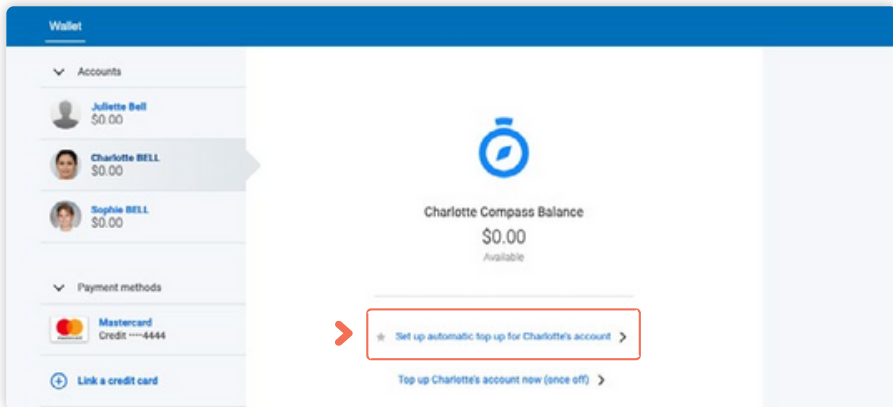 Wallet
Accounts
Juliette Bell
$0.00
Charlotte BELL
$0.00
Sophie BELL
$0.00
Payment methods
Mastercard
Credit ····4444
Link a credit card
Charlotte Compass Balance
$0.00
Available
Set up automatic top up for Charlotte's account
Top up Charlotte's account now (once off)